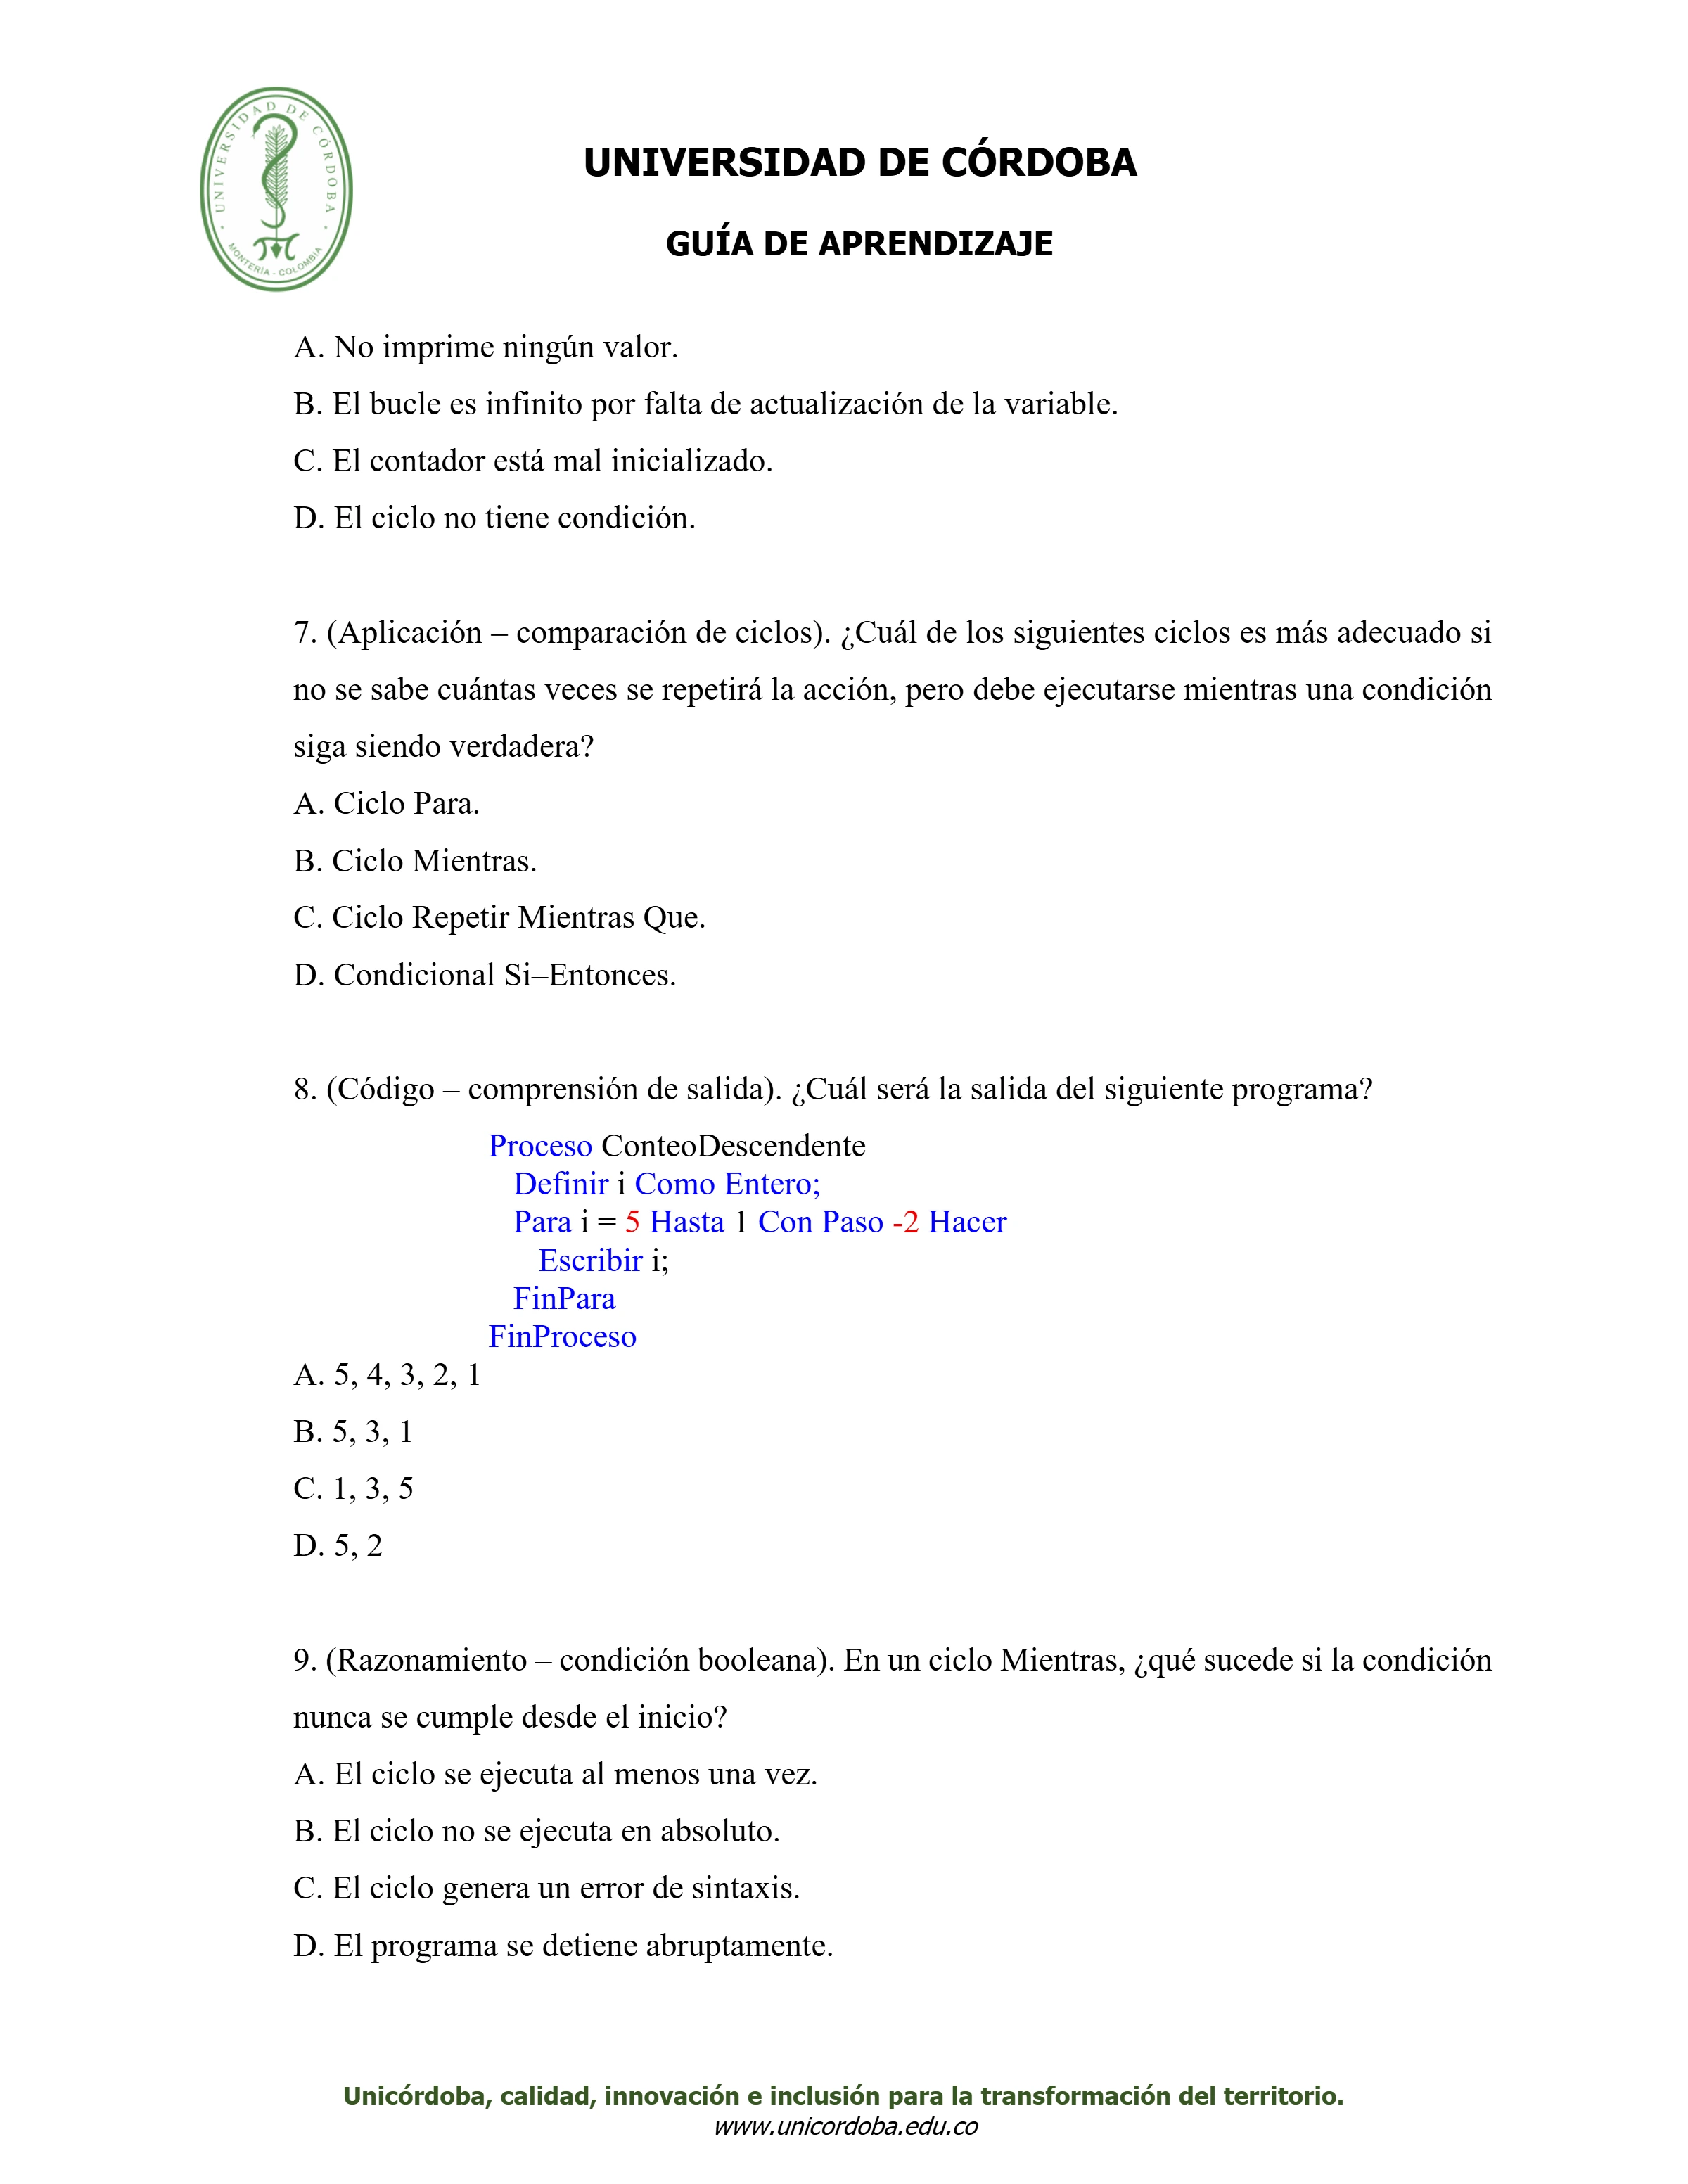 UNIVERSIDAD DE CÓRDOBA
MONTERÍA - COLOMBIA
UNIVERSIDAD DE CÓRDOBA
GUÍA DE APRENDIZAJE
A. No imprime ningún valor.
B. El bucle es infinito por falta de actualización de la variable.
C. El contador está mal inicializado.
D. El ciclo no tiene condición.
7. (Aplicación – comparación de ciclos). ¿Cuál de los siguientes ciclos es más adecuado si
no se sabe cuántas veces se repetirá la acción, pero debe ejecutarse mientras una condición
siga siendo verdadera?
A. Ciclo Para.
B. Ciclo Mientras.
C. Ciclo Repetir Mientras Que.
D. Condicional Si–Entonces.
8. (Código – comprensión de salida). ¿Cuál será la salida del siguiente programa?
Proceso ConteoDescendente
Definir i Como Entero;
Para i = 5 Hasta 1 Con Paso -2 Hacer
Escribir i;
FinPara
FinProceso
A. 5, 4, 3, 2, 1
B. 5, 3, 1
C. 1, 3, 5
D. 5, 2
9. (Razonamiento – condición booleana). En un ciclo Mientras, ¿qué sucede si la condición
nunca se cumple desde el inicio?
A. El ciclo se ejecuta al menos una vez.
B. El ciclo no se ejecuta en absoluto.
C. El ciclo genera un error de sintaxis.
D. El programa se detiene abruptamente.
Unicórdoba, calidad, innovación e inclusión para la transformación del territorio.
www.unicordoba.edu.co